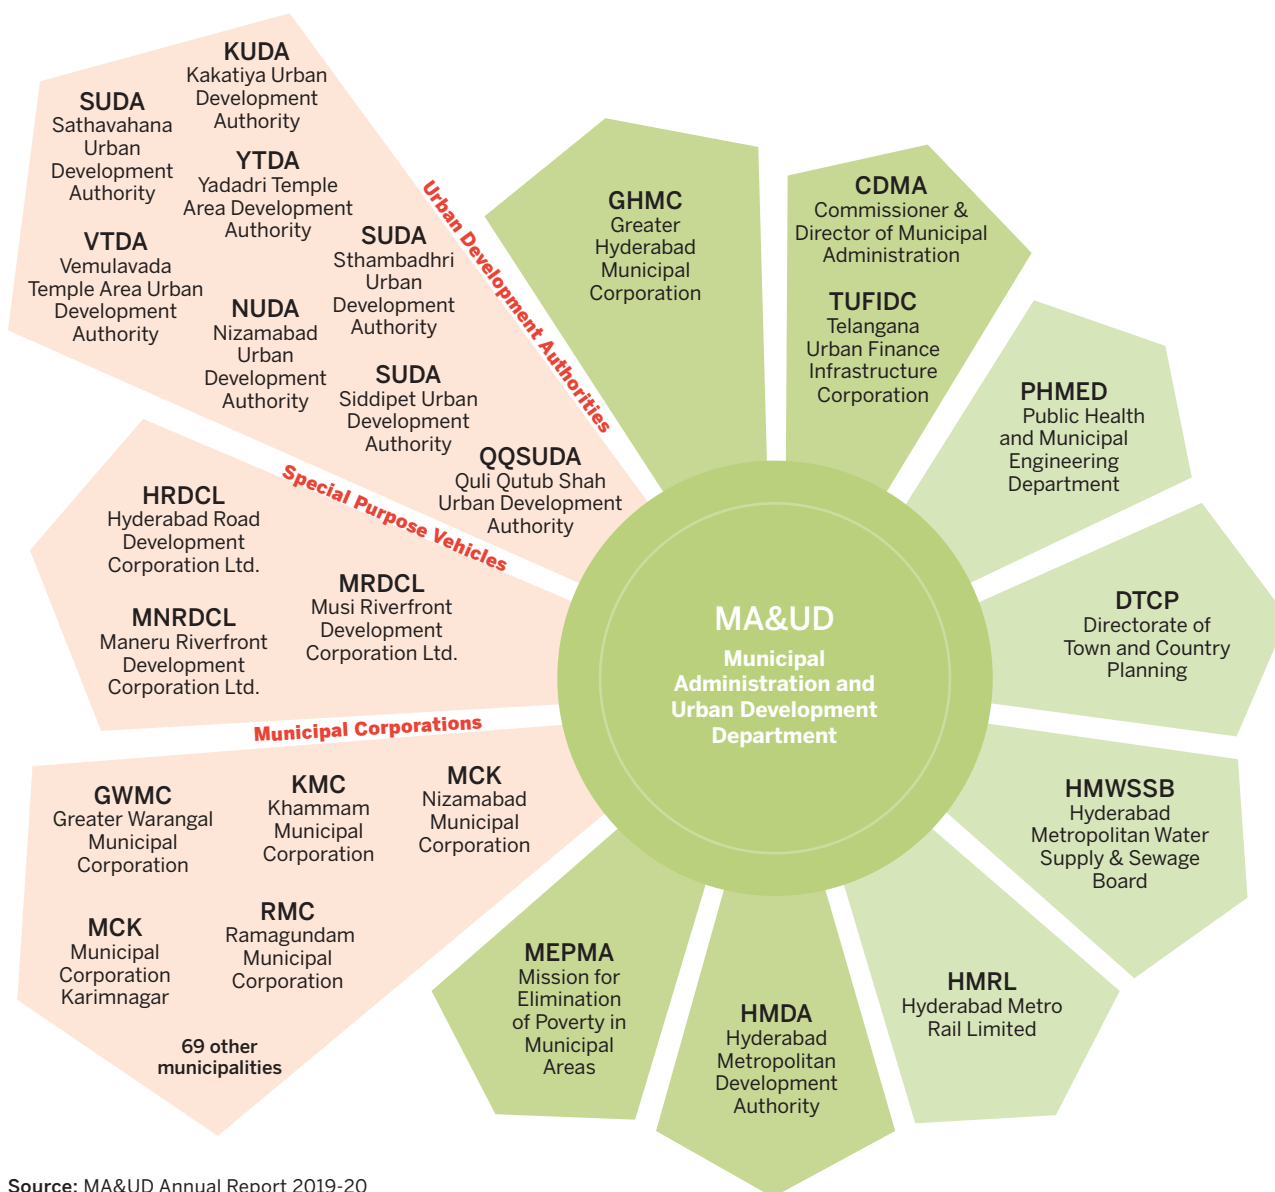 KUDA
Kakatiya Urban
Development
Authority
SUDA
Sathavahana
Urban
Development
Authority
YTDA
Yadadri Temple
Area Development
Authority
VTDA
Vemulavada
Temple Area Urban
Development
Authority
SUDA
Sthambadhri
Urban
Development
Authority
NUDA
Nizamabad
Urban
Development
Authority
SUDA
Siddipet Urban
Development
Authority
QQSUDA
Quli Qutub Shah
Urban Development
Authority
Urban Development Authorities
GHMC
Greater
Hyderabad
Municipal
Corporation
CDMA
Commissioner &
Director of Municipal
Administration
TUFIDC
Telangana
Urban Finance
Infrastructure
Corporation
PHMED
Public Health
and Municipal
Engineering
Department
DTCP
Directorate of
Town and Country
Planning
HMWSSB
Hyderabad
Metropolitan Water
Supply & Sewage
Board
HMRL
Hyderabad Metro
Rail Limited
HMDA
Hyderabad
Metropolitan
Development
Authority
MEPMA
Mission for
Elimination
of Poverty in
Municipal
Areas
MA&UD
Municipal
Administration and
Urban Development
Department
Special Purpose Vehicles
HRDCL
Hyderabad Road
Development
Corporation Ltd.
MRDCL
Musi Riverfront
Development
Corporation Ltd.
MNRDCL
Maneru Riverfront
Development
Corporation Ltd.
Municipal Corporations
GWMC
Greater Warangal
Municipal
Corporation
KMC
Khammam
Municipal
Corporation
MCK
Nizamabad
Municipal
Corporation
MCK
Municipal
Corporation
Karimnagar
RMC
Ramagundam
Municipal
Corporation
69 other
municipalities
Source: MA&UD Annual Report 2019-20